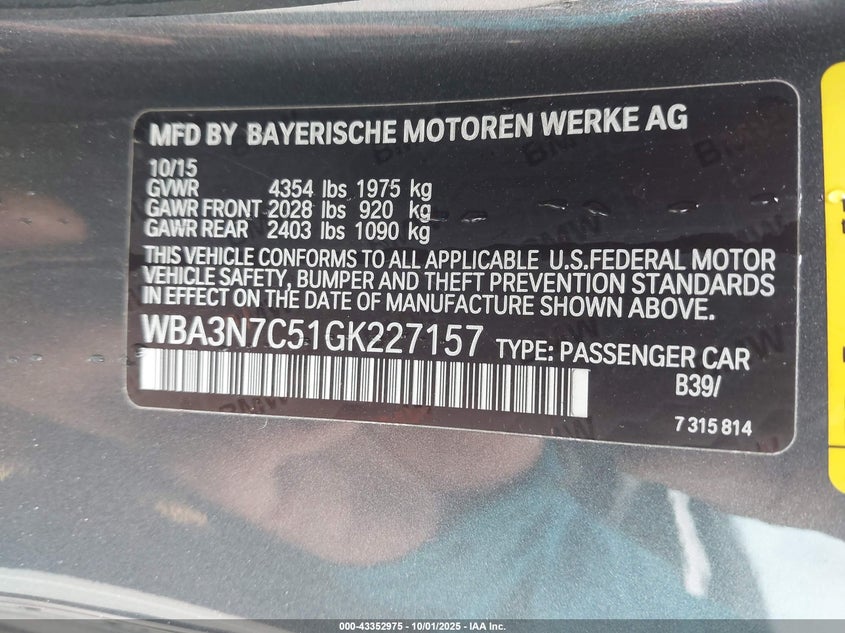 MFD BY BAYERISCHE MOTOREN WERKE AG
10/15
GVWR 4354 lbs 1975 kg
GAWR FRONT 2028 lbs 920 kg
GAWR REAR 2403 lbs 1090 kg
THIS VEHICLE CONFORMS TO ALL APPLICABLE U.S.FEDERAL MOTOR
VEHICLE SAFETY, BUMPER AND THEFT PREVENTION STANDARDS
IN EFFECT ON THE DATE OF MANUFACTURE SHOWN ABOVE.
WBA3N7C51GK227157 TYPE: PASSENGER CAR
B39/
7 315 814
000-43352975 - 10/01/2025 - IAA Inc.